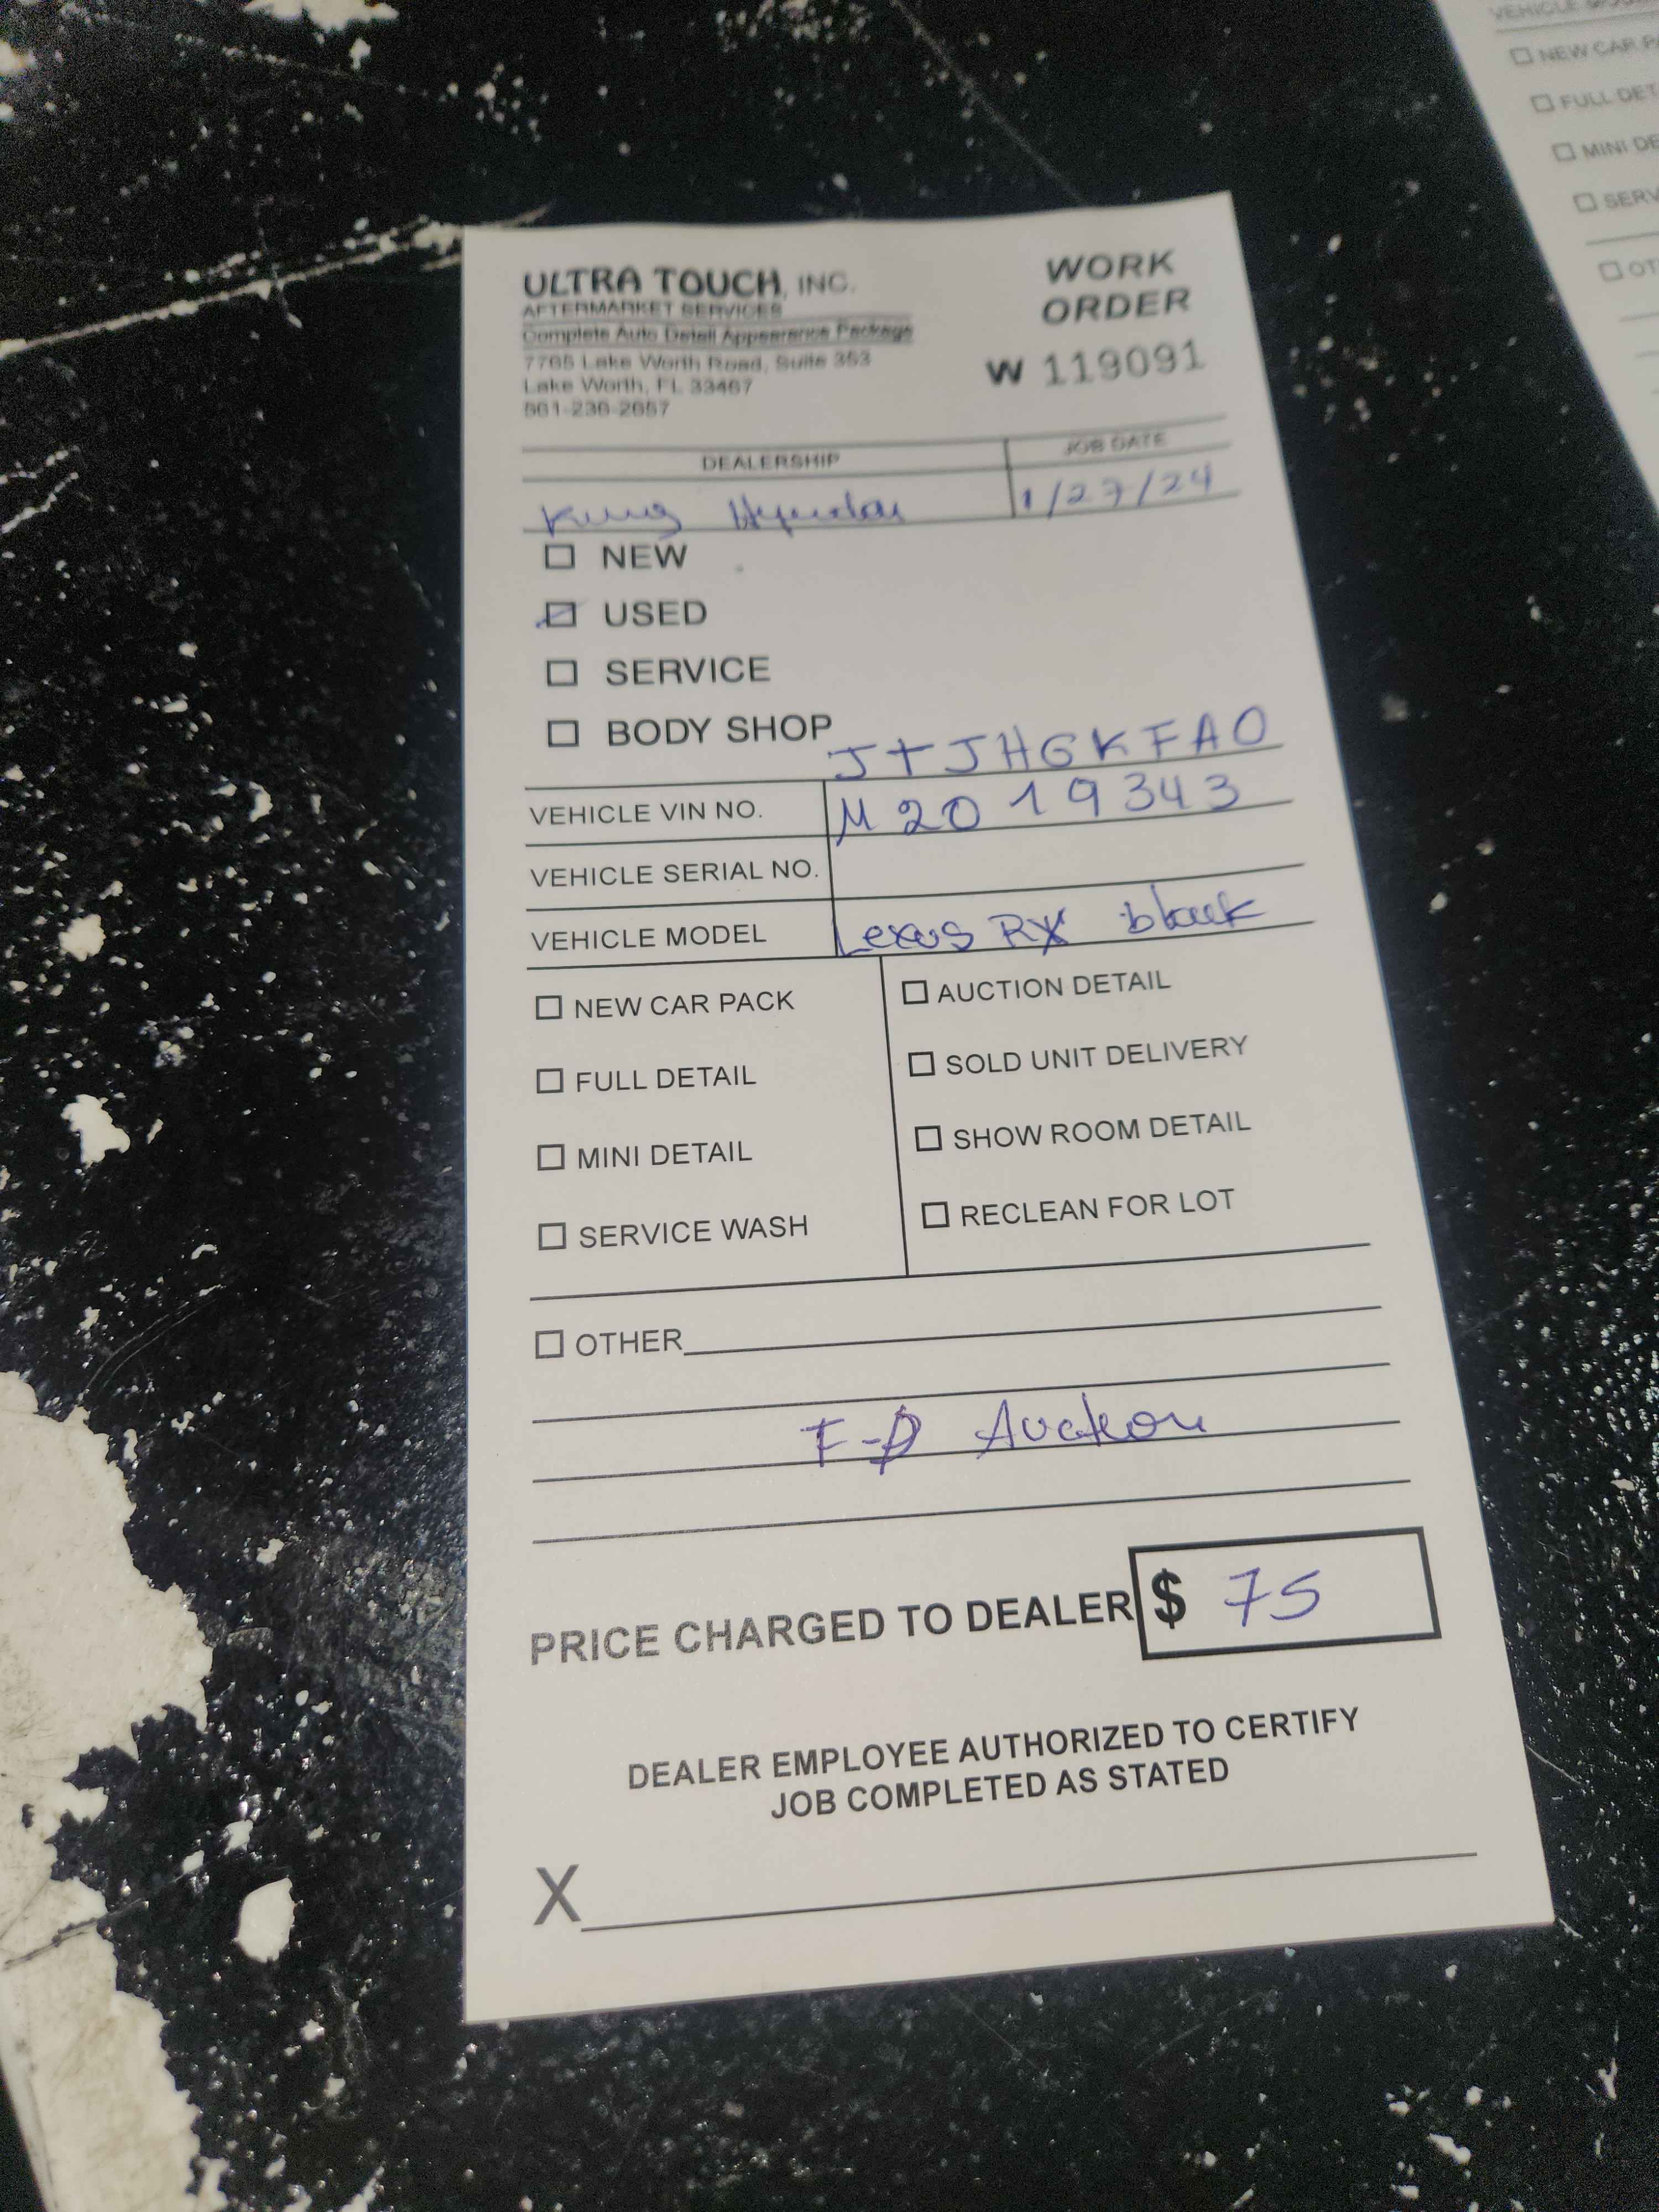 ULTRA TOUCH, INC.
AFTERMARKET SERVICES
Complete Auto Detail Appearance Package
7765 Lake Worth Road, Suite 353
Lake Worth, FL 33467
561-236-2657
WORK
ORDER
W 119091
DEALERSHIP
JOB DATE
King Hyundai
1/27/24
NEW
USED
SERVICE
BODY SHOP
JTJHGKFA0
VEHICLE VIN NO.
M2019343
VEHICLE SERIAL NO.
VEHICLE MODEL
Lexus RX black
NEW CAR PACK
FULL DETAIL
MINI DETAIL
SERVICE WASH
AUCTION DETAIL
SOLD UNIT DELIVERY
SHOW ROOM DETAIL
RECLEAN FOR LOT
OTHER
F-D Auction
PRICE CHARGED TO DEALER $ 75
DEALER EMPLOYEE AUTHORIZED TO CERTIFY
JOB COMPLETED AS STATED
X
NEW CAR
FULL
MINI